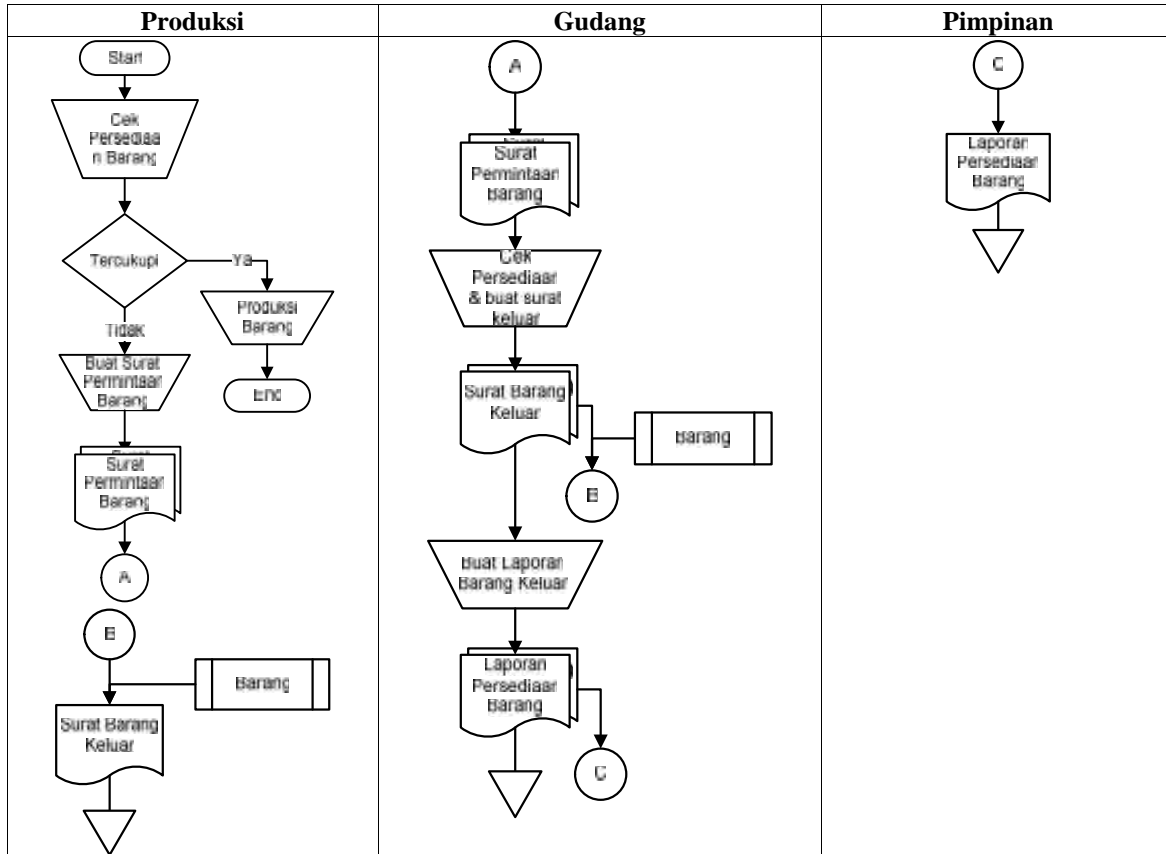 Produksi
Gudang
Pimpinan
Start
Cek
Persediaa
n Barang
Tercukupi
Ya
Produksi
Barang
End
Tidak
Buat Surat
Permintaan
Barang
Surat
Permintaan
Barang
A
B
Barang
Surat Barang
Keluar
A
Surat
Permintaan
Barang
Cek
Persediaan
& buat surat
keluar
Surat Barang
Keluar
Barang
B
Buat Laporan
Barang Keluar
Laporan
Persediaan
Barang
C
C
Laporan
Persediaan
Barang